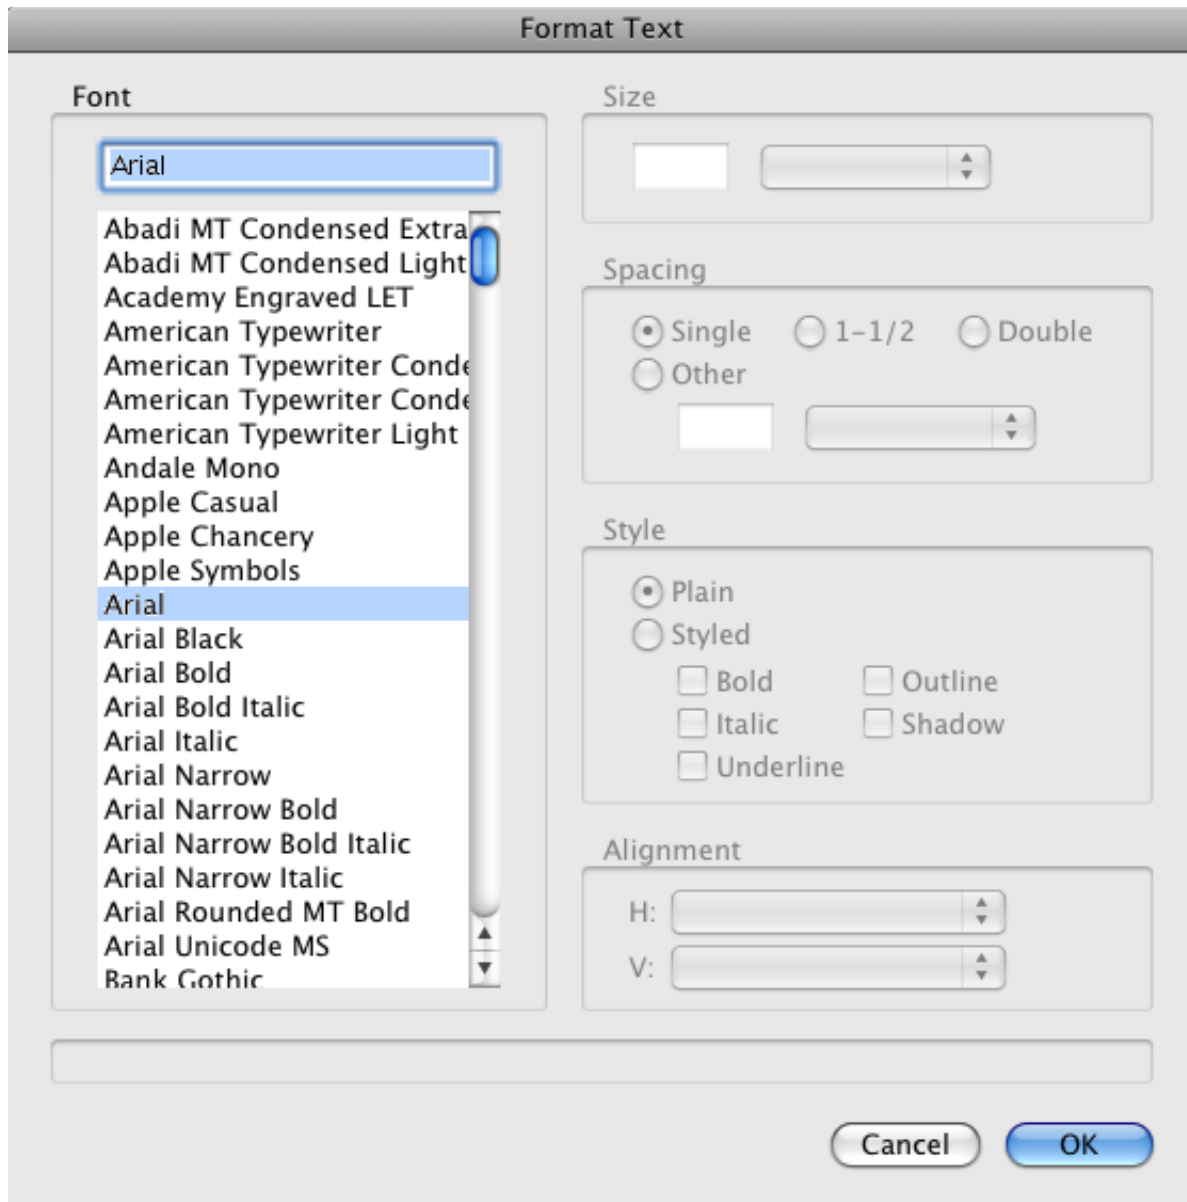 Format Text
Font
Arial
Abadi MT Condensed Extra
Abadi MT Condensed Light
Academy Engraved LET
American Typewriter
American Typewriter Conde
American Typewriter Conde
American Typewriter Light
Andale Mono
Apple Casual
Apple Chancery
Apple Symbols
Arial
Arial Black
Arial Bold
Arial Bold Italic
Arial Italic
Arial Narrow
Arial Narrow Bold
Arial Narrow Bold Italic
Arial Narrow Italic
Arial Rounded MT Bold
Arial Unicode MS
Bank Gothic
Size
Spacing
Single 1-1/2 Double
Other
Style
Plain
Styled
Bold Outline
Italic Shadow
Underline
Alignment
H:
V:
Cancel OK